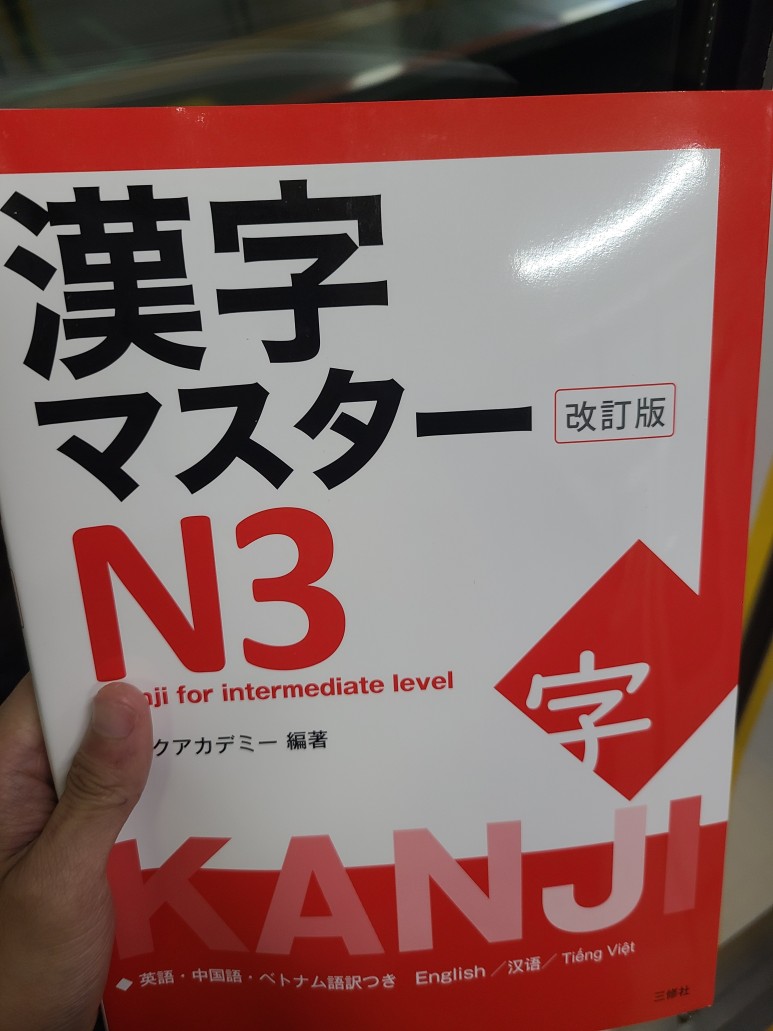 漢字
マスター 改訂版
N3
ji for intermediate level
クアカデミー 編著
字
KANJI
◆ 英語・中国語・ベトナム語訳つき English／汉语／Tiếng Việt
三修社